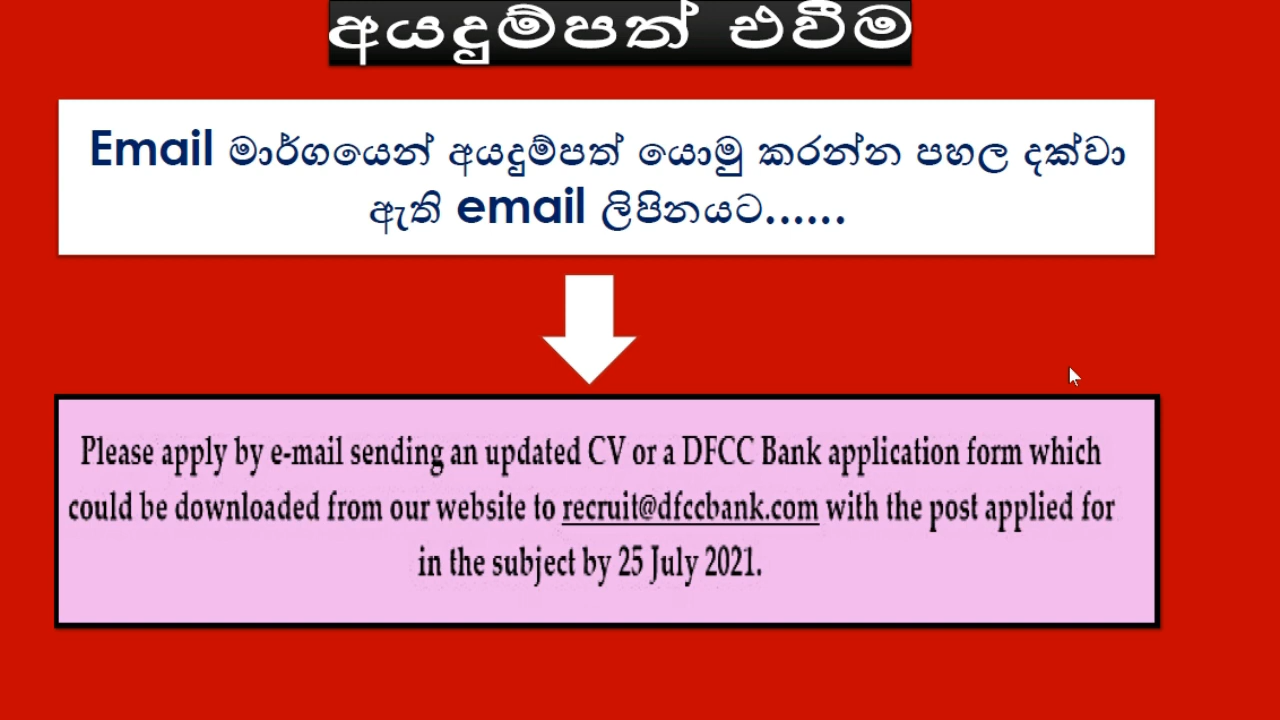 අයදුම්පත් එවීම
Email මාර්ගයෙන් අයදුම්පත් යොමු කරන්න පහල දක්වා
ඇති email ලිපිනයට......
Please apply by e-mail sending an updated CV or a DFCC Bank application form which
could be downloaded from our website to recruit@dfccbank.com with the post applied for
in the subject by 25 July 2021.